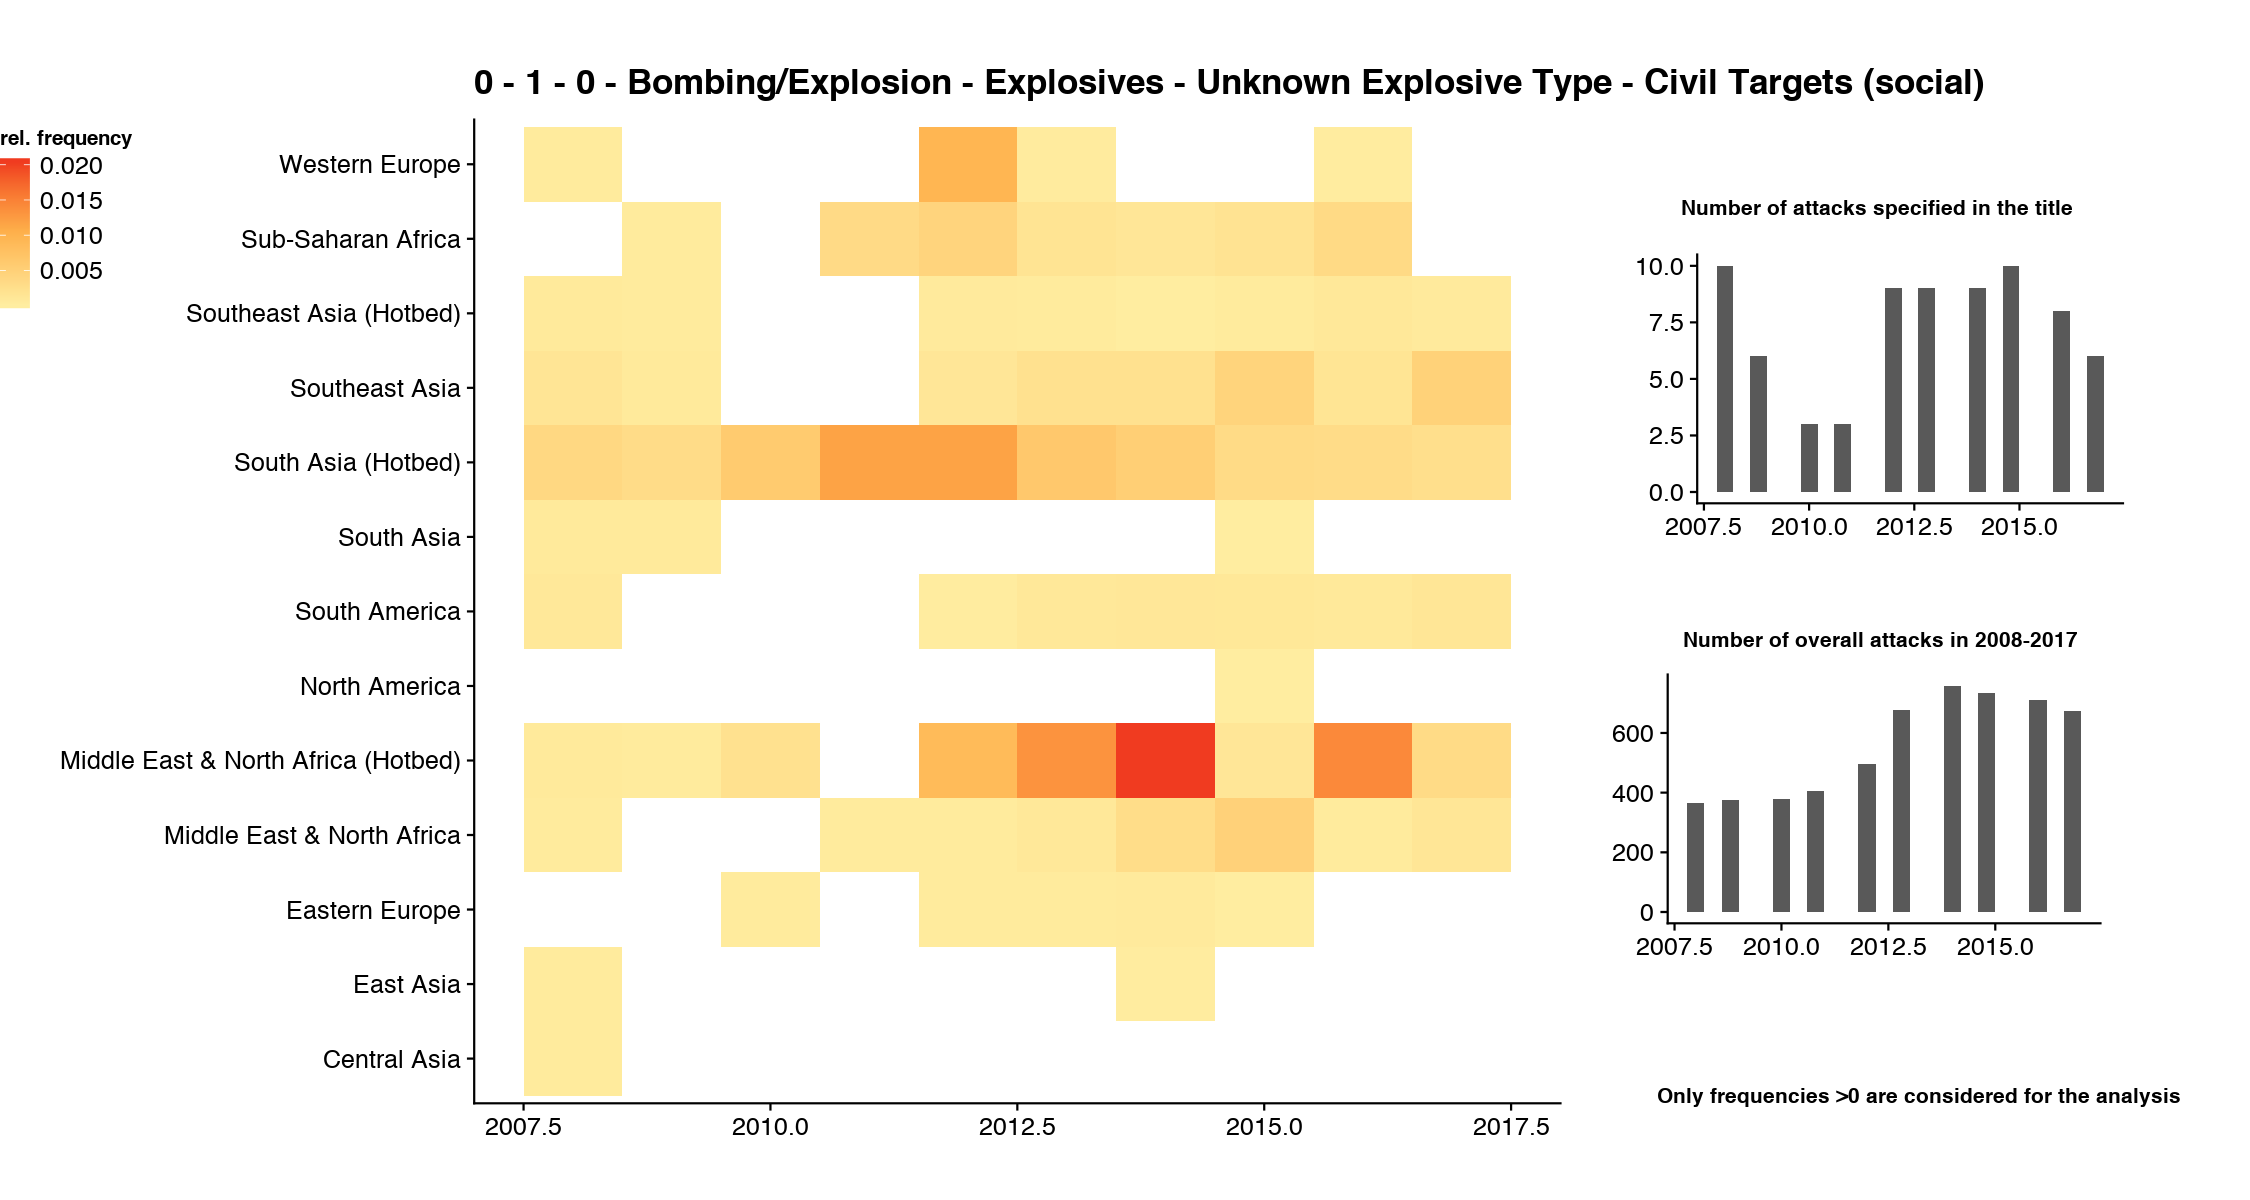 0 - 1 - 0 - Bombing/Explosion - Explosives - Unknown Explosive Type - Civil Targets (social)
rel. frequency
0.020
0.015
0.010
0.005
Western Europe
Sub-Saharan Africa
Southeast Asia (Hotbed)
Southeast Asia
South Asia (Hotbed)
South Asia
South America
North America
Middle East & North Africa (Hotbed)
Middle East & North Africa
Eastern Europe
East Asia
Central Asia
2007.5 2010.0 2012.5 2015.0 2017.5
Number of attacks specified in the title
10.0
7.5
5.0
2.5
0.0
2007.5 2010.0 2012.5 2015.0
Number of overall attacks in 2008-2017
600
400
200
0
2007.5 2010.0 2012.5 2015.0
Only frequencies >0 are considered for the analysis